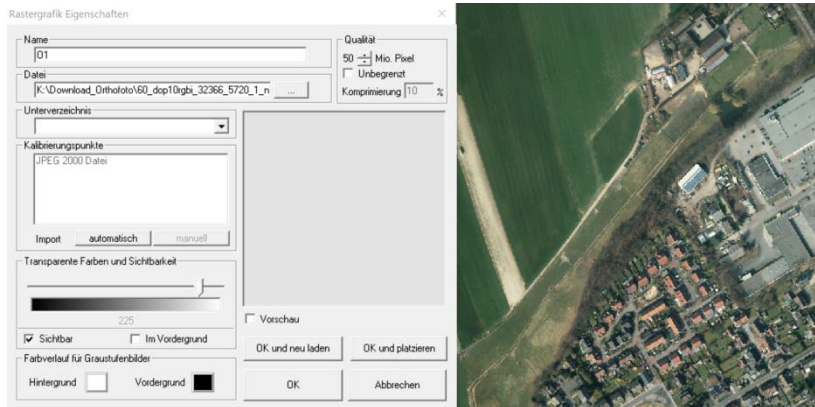 Rastergrafik Eigenschaften
Name
01
Datei
K:\Download_Orthofoto\60_dop10rgbi_32366_5720_1_n
...
Qualität
50 Mio. Pixel
Unbegrenzt
Komprimierung 10 %
Unterverzeichnis
Kalibrierungspunkte
JPEG 2000 Datei
Import automatisch manuell
Transparente Farben und Sichtbarkeit
225
Sichtbar Im Vordergrund
Farbverlauf für Graustufenbilder
Hintergrund Vordergrund
Vorschau
OK und neu laden OK und platzieren
OK Abbrechen